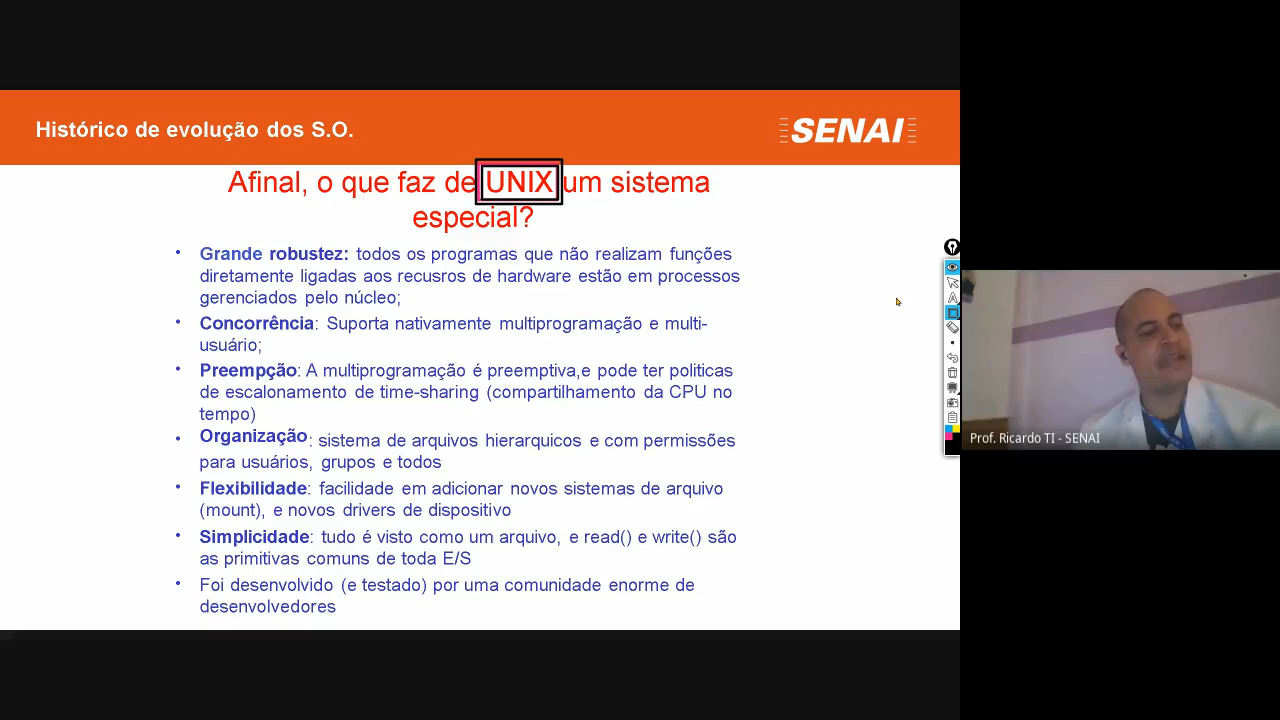 Histórico de evolução dos S.O.
SENAI
Afinal, o que faz de UNIX um sistema
especial?
• Grande robustez: todos os programas que não realizam funções
diretamente ligadas aos recusros de hardware estão em processos
gerenciados pelo núcleo;
• Concorrência: Suporta nativamente multiprogramação e multi-
usuário;
• Preempção: A multiprogramação é preemptiva,e pode ter politicas
de escalonamento de time-sharing (compartilhamento da CPU no
tempo)
• Organização: sistema de arquivos hierarquicos e com permissões
para usuários, grupos e todos
• Flexibilidade: facilidade em adicionar novos sistemas de arquivo
(mount), e novos drivers de dispositivo
• Simplicidade: tudo é visto como um arquivo, e read() e write() são
as primitivas comuns de toda E/S
• Foi desenvolvido (e testado) por uma comunidade enorme de
desenvolvedores
Prof. Ricardo TI - SENAI